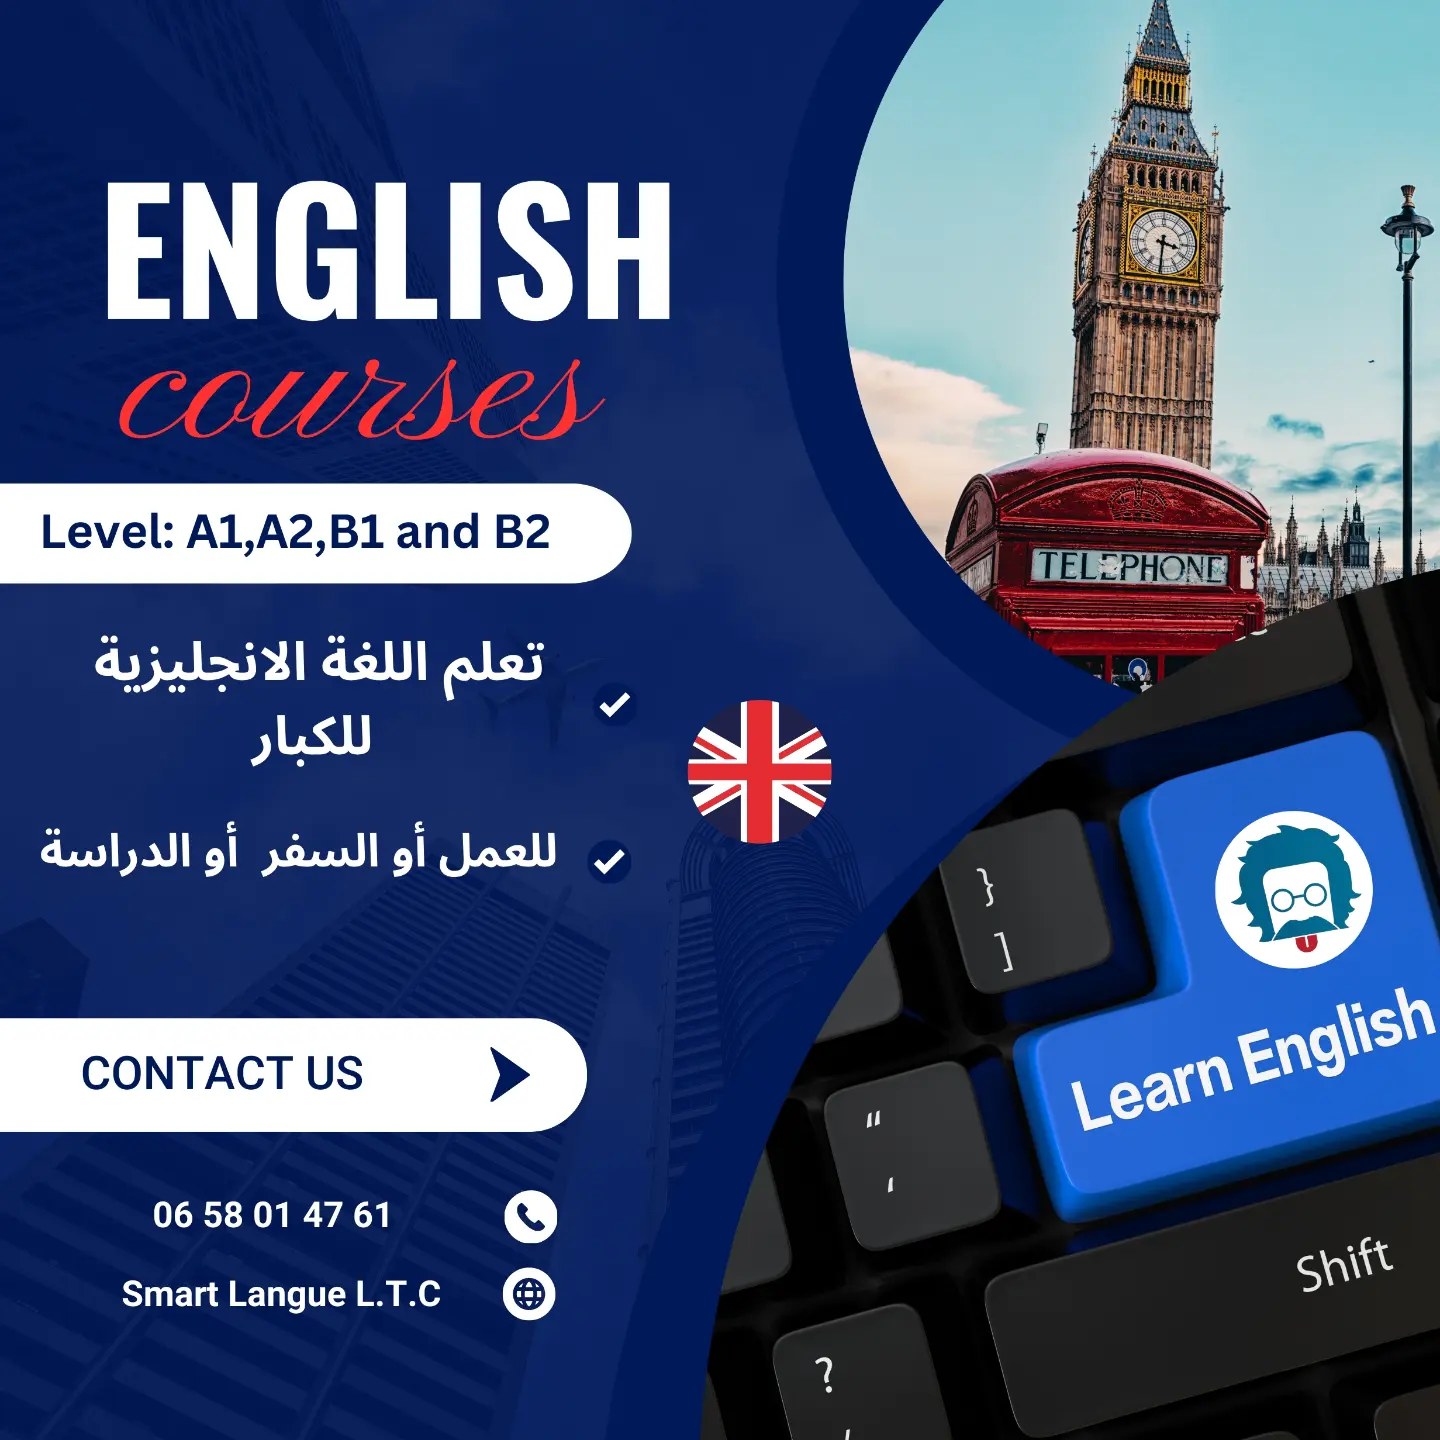 ENGLISH
courses
Level: A1,A2,B1 and B2
تعلم اللغة الانجليزية
للكبار
للعمل أو السفر أو الدراسة
CONTACT US
06 58 01 47 61
Smart Langue L.T.C
TELEPHONE
}
]
Learn English
"
'
Shift
?
/